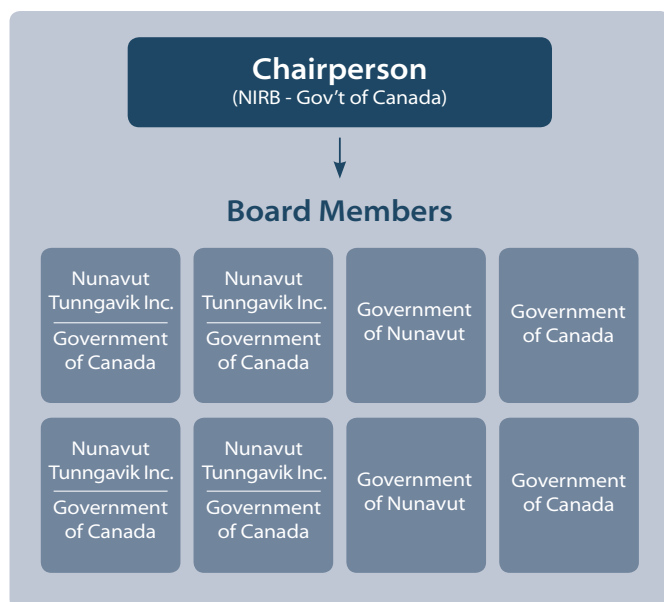 Chairperson
(NIRB - Gov't of Canada)
Board Members
Nunavut
Tunngavik Inc.
Government
of Canada
Nunavut
Tunngavik Inc.
Government
of Canada
Government
of Nunavut
Government
of Canada
Nunavut
Tunngavik Inc.
Government
of Canada
Nunavut
Tunngavik Inc.
Government
of Canada
Government
of Nunavut
Government
of Canada